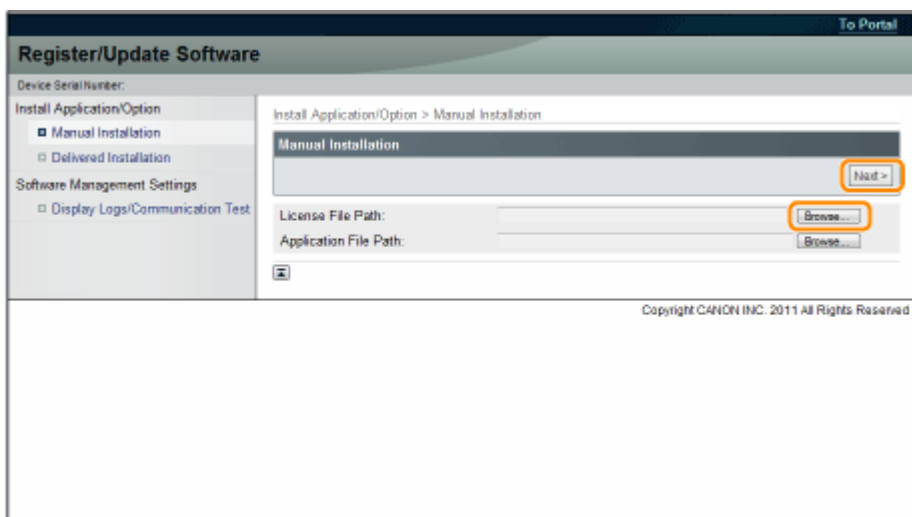 To Portal
Register/Update Software
Device Serial Number:
Install Application/Option
Manual Installation
Delivered Installation
Software Management Settings
Display Logs/Communication Test
Install Application/Option > Manual Installation
Manual Installation
Next >
License File Path:
Browse...
Application File Path:
Browse...
Copyright CANON INC. 2011 All Rights Reserved